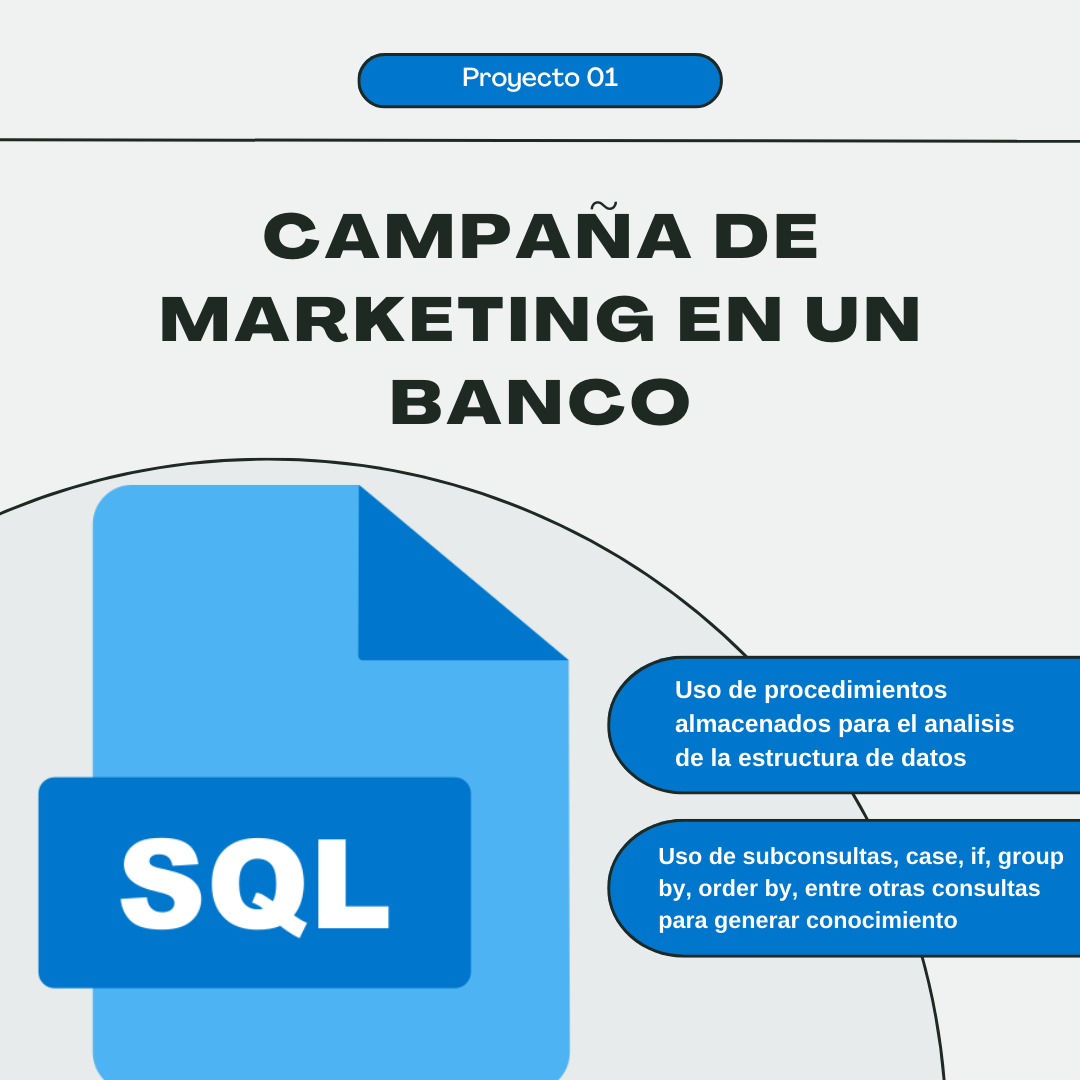 Proyecto 01
CAMPAÑA DE
MARKETING EN UN
BANCO
SQL
Uso de procedimientos
almacenados para el analisis
de la estructura de datos
Uso de subconsultas, case, if, group
by, order by, entre otras consultas
para generar conocimiento